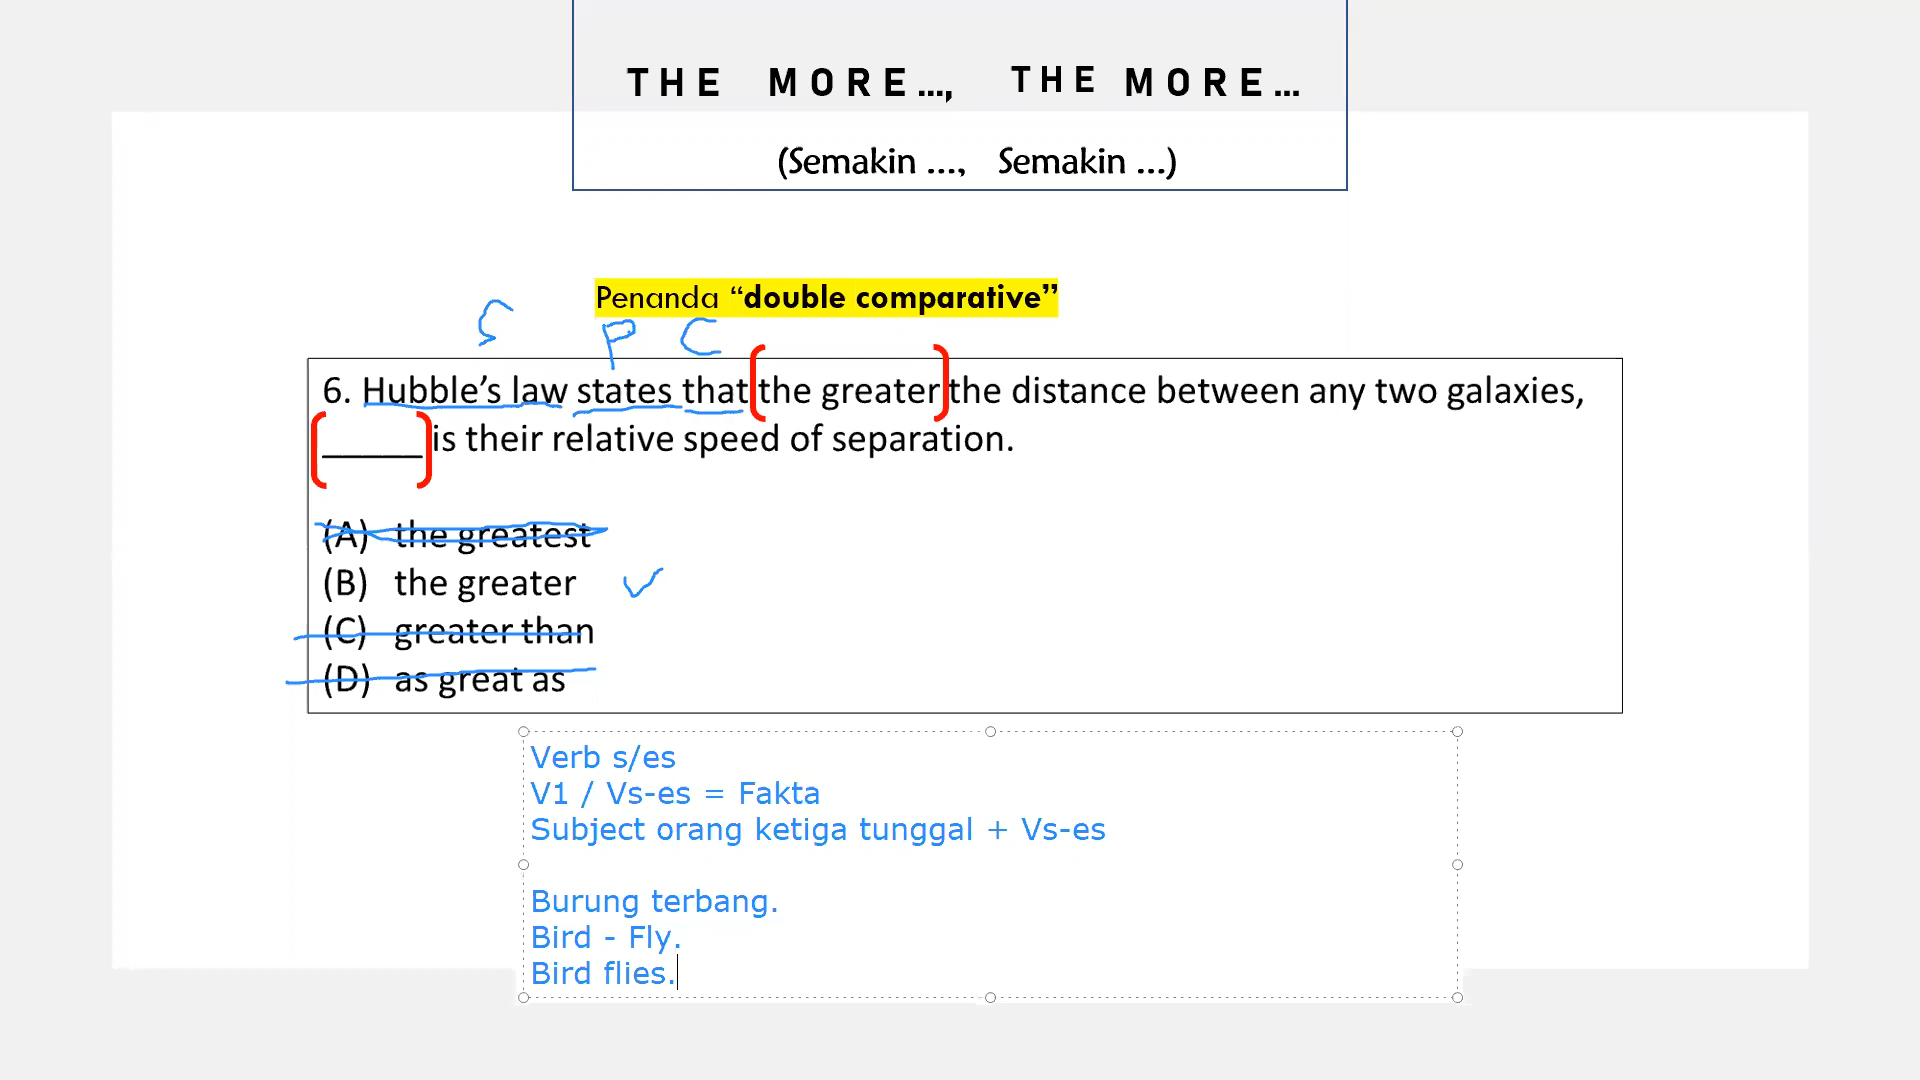 THE MORE…, THE MORE…
(Semakin …, Semakin …)
Penanda “double comparative”
S P C
6. Hubble’s law states that the greater the distance between any two galaxies,
_____ is their relative speed of separation.
(A) the greatest
(B) the greater
(C) greater than
(D) as great as
Verb s/es
V1 / Vs-es = Fakta
Subject orang ketiga tunggal + Vs-es
Burung terbang.
Bird - Fly.
Bird flies.